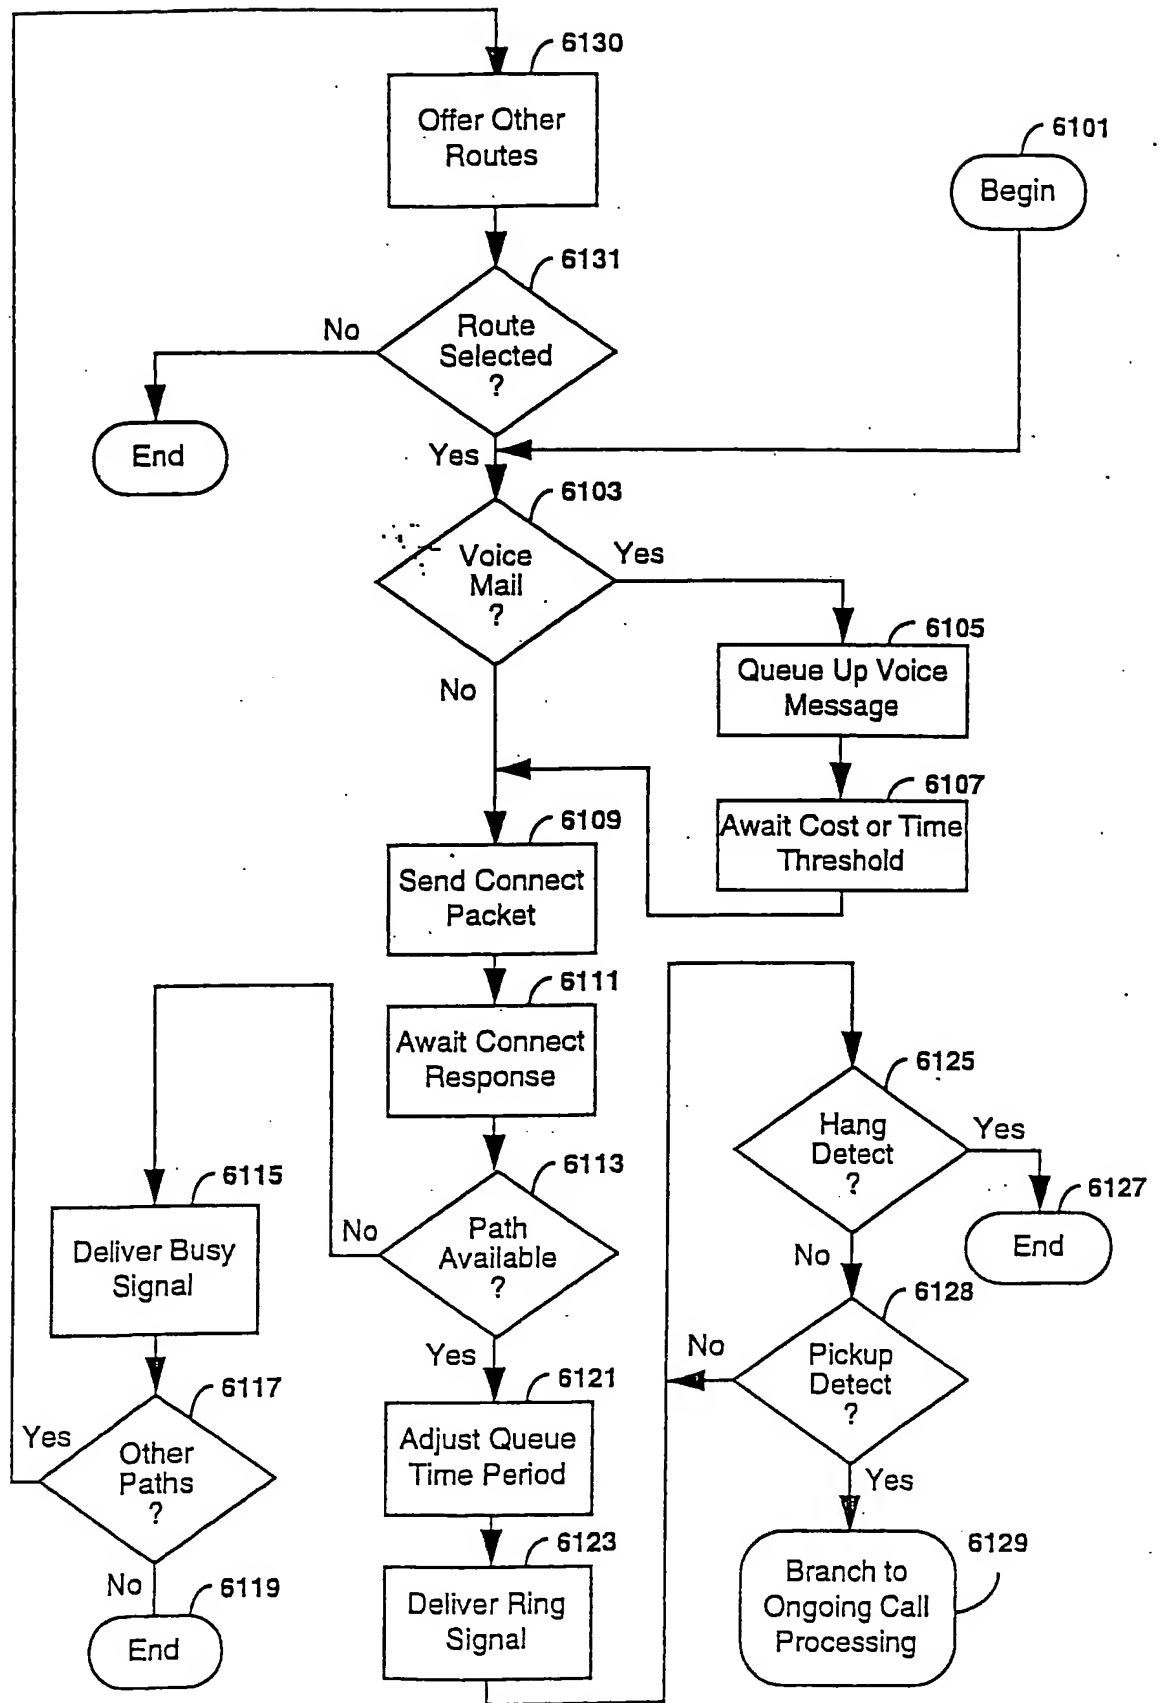 6130
Offer Other
Routes
6101
Begin
6131
Route
Selected
?
No
End
Yes
6103
Voice
Mail
?
Yes
No
6105
Queue Up Voice
Message
6107
Await Cost or Time
Threshold
6109
Send Connect
Packet
6111
Await Connect
Response
6113
Path
Available
?
No
Yes
6115
Deliver Busy
Signal
6117
Other
Paths
?
Yes
No
6119
End
6121
Adjust Queue
Time Period
6123
Deliver Ring
Signal
6125
Hang
Detect
?
Yes
6127
End
No
6128
Pickup
Detect
?
No
Yes
6129
Branch to
Ongoing Call
Processing